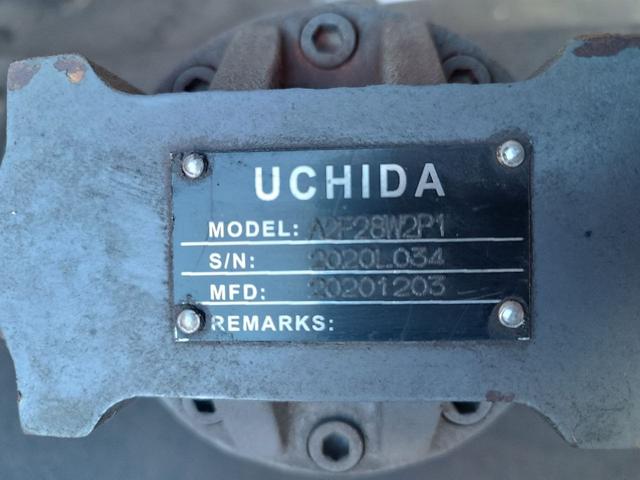 UCHIDA
MODEL: A2F28W2P1
S/N: 2020L034
MFD: 20201203
REMARKS: